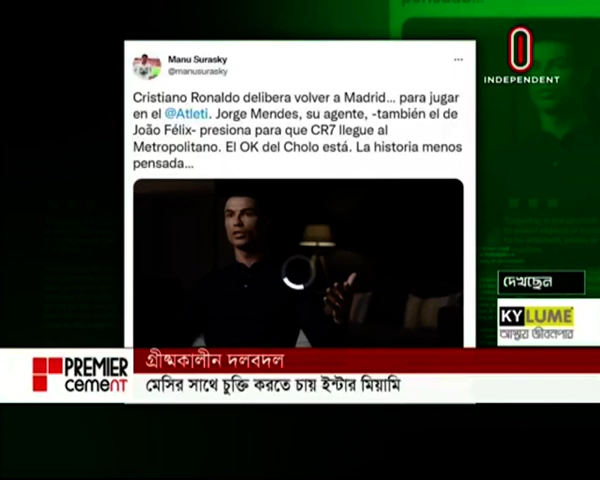 INDEPENDENT
Manu Surasky
@manusurasky
Cristiano Ronaldo delibera volver a Madrid... para jugar
en el @Atleti. Jorge Mendes, su agente, -también el de
João Félix- presiona para que CR7 llegue al
Metropolitano. El OK del Cholo está. La historia menos
pensada...
দেখছেন
KYLUME
আস্থায় জীবনপার
PREMIER
cement
গ্রীষ্মকালীন দলবদল
মেসির সাথে চুক্তি করতে চায় ইন্টার মিয়ামি